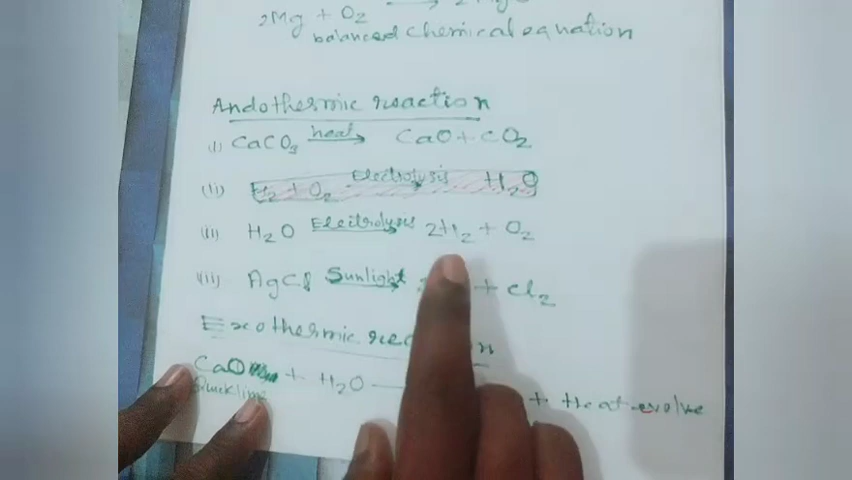 2Mg + O2
balanced chemical equation
Andothermic reaction
(i) CaCO3 heat → CaO + CO2
(ii) H2 + O2 Electrolysis → H2O
(ii) H2O Electrolysis → 2H2 + O2
(iii) AgCl Sunlight → + Cl2
Exothermic
CaO + H2O + Heat evolve
Quicklime